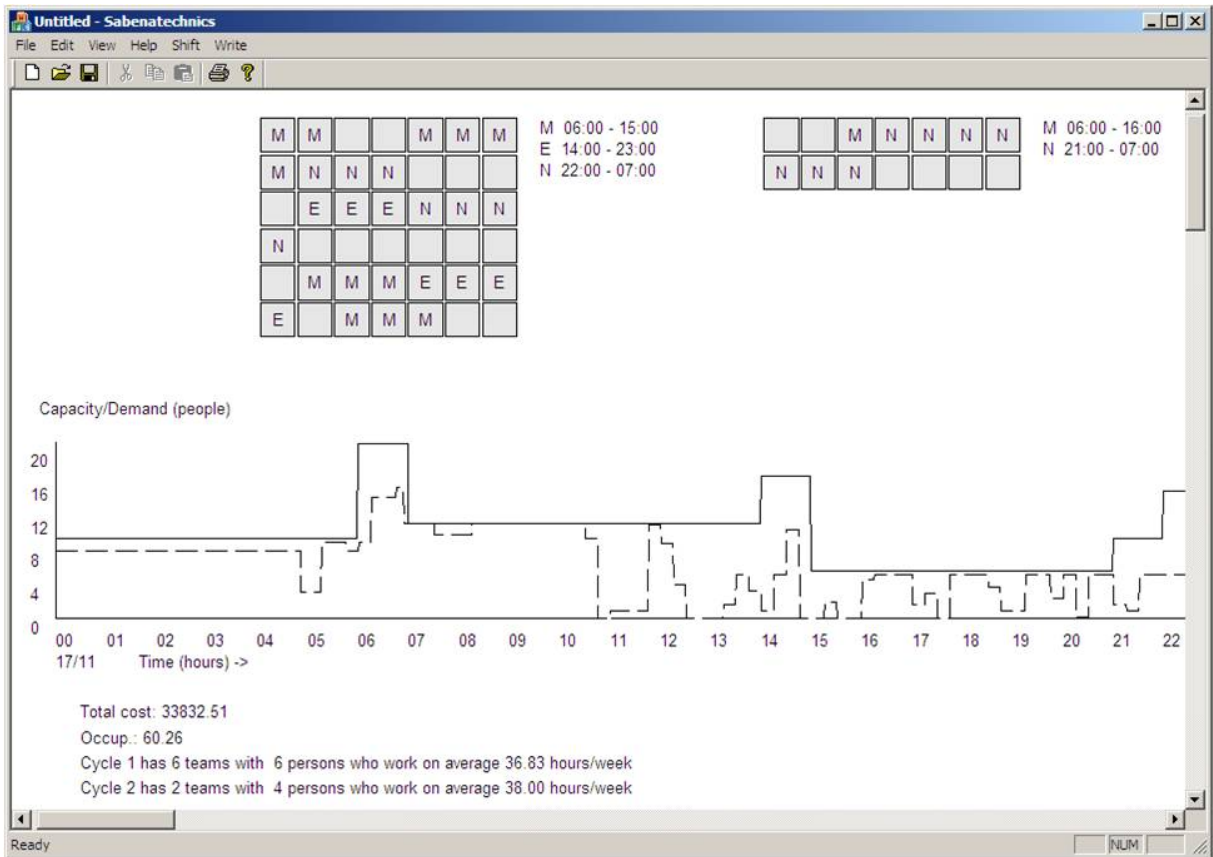 Untitled - Sabenatechnics
File Edit View Help Shift Write
M M M M M
M N N N
E E E N N N
N
M M M E E E
E M M M
M 06:00 - 15:00
E 14:00 - 23:00
N 22:00 - 07:00
M N N N N
N N N
M 06:00 - 16:00
N 21:00 - 07:00
Capacity/Demand (people)
20
16
12
8
4
0
00 01 02 03 04 05 06 07 08 09 10 11 12 13 14 15 16 17 18 19 20 21 22
17/11 Time (hours) ->
Total cost: 33832.51
Occup.: 60.26
Cycle 1 has 6 teams with 6 persons who work on average 36.83 hours/week
Cycle 2 has 2 teams with 4 persons who work on average 38.00 hours/week
Ready NUM